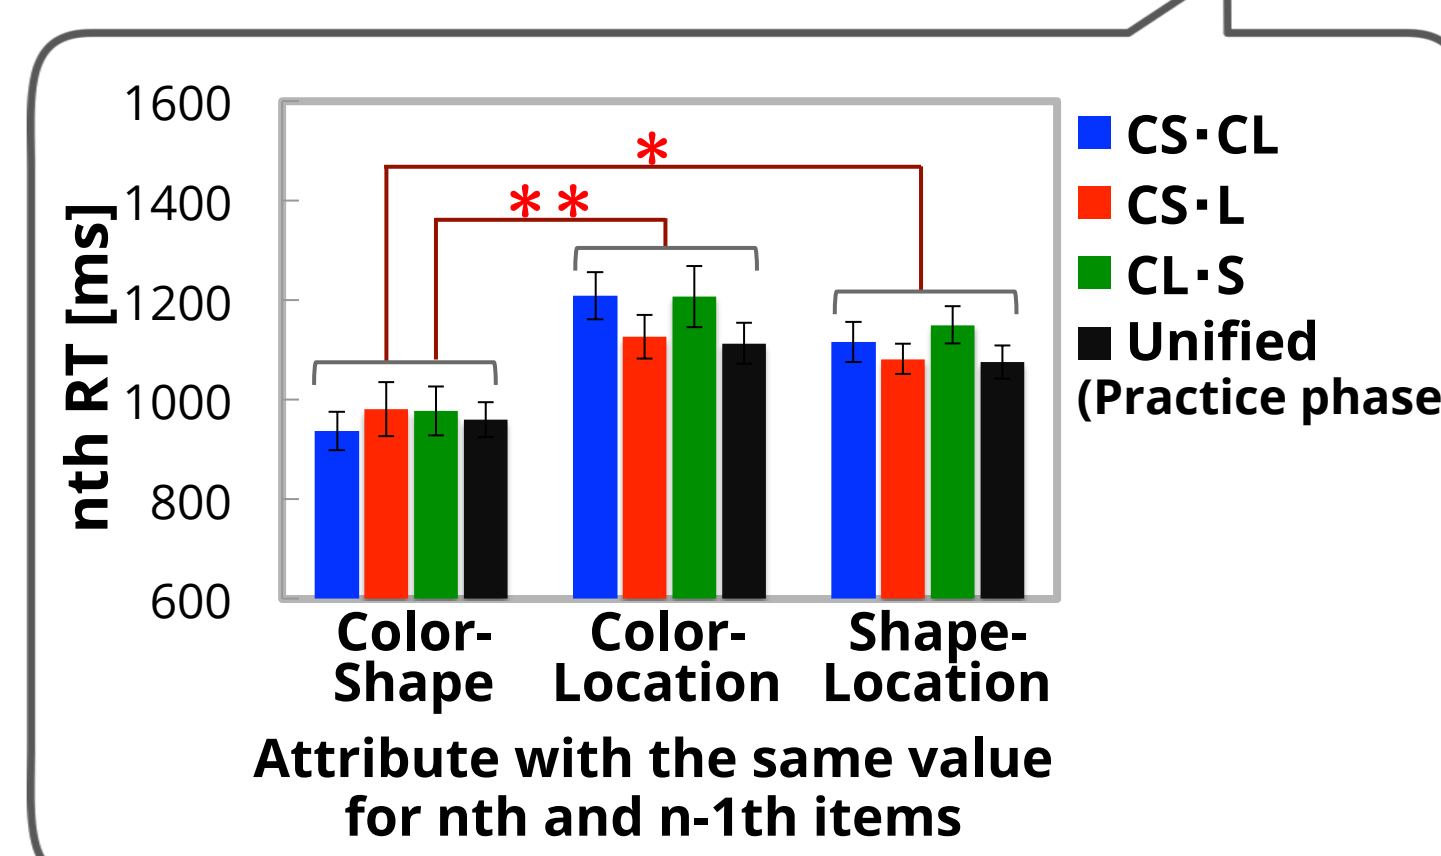 1600
1400
1200
1000
800
600
nth RT [ms]
*
**
CS·CL
CS·L
CL·S
Unified
(Practice phase
Color-
Shape
Color-
Location
Shape-
Location
Attribute with the same value
for nth and n-1th items